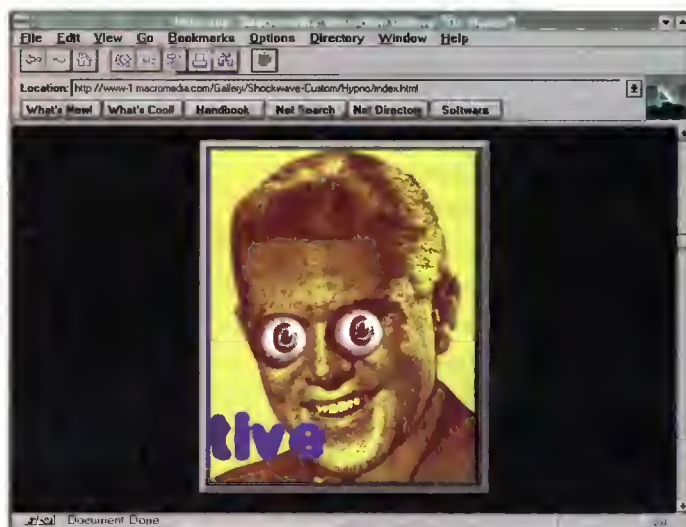 File Edit View Go Bookmarks Options Directory Window Help
Location: http://www-1.macromedia.com/Gallery/Shockwave-Custom/Hypno/index.html
What's New! What's Cool! Handbook Net Search Net Directory Software
tive
Document Done